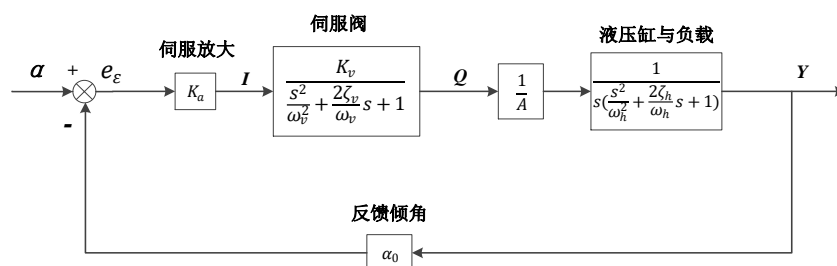 伺服阀
伺服放大
液压缸与负载
α + e_ε K_a I
K_v
s²/ω_v² + 2ζ_v/ω_v s + 1
Q
1/A
1
s(s²/ω_h² + 2ζ_h/ω_h s + 1)
Y
-
反馈倾角
α₀